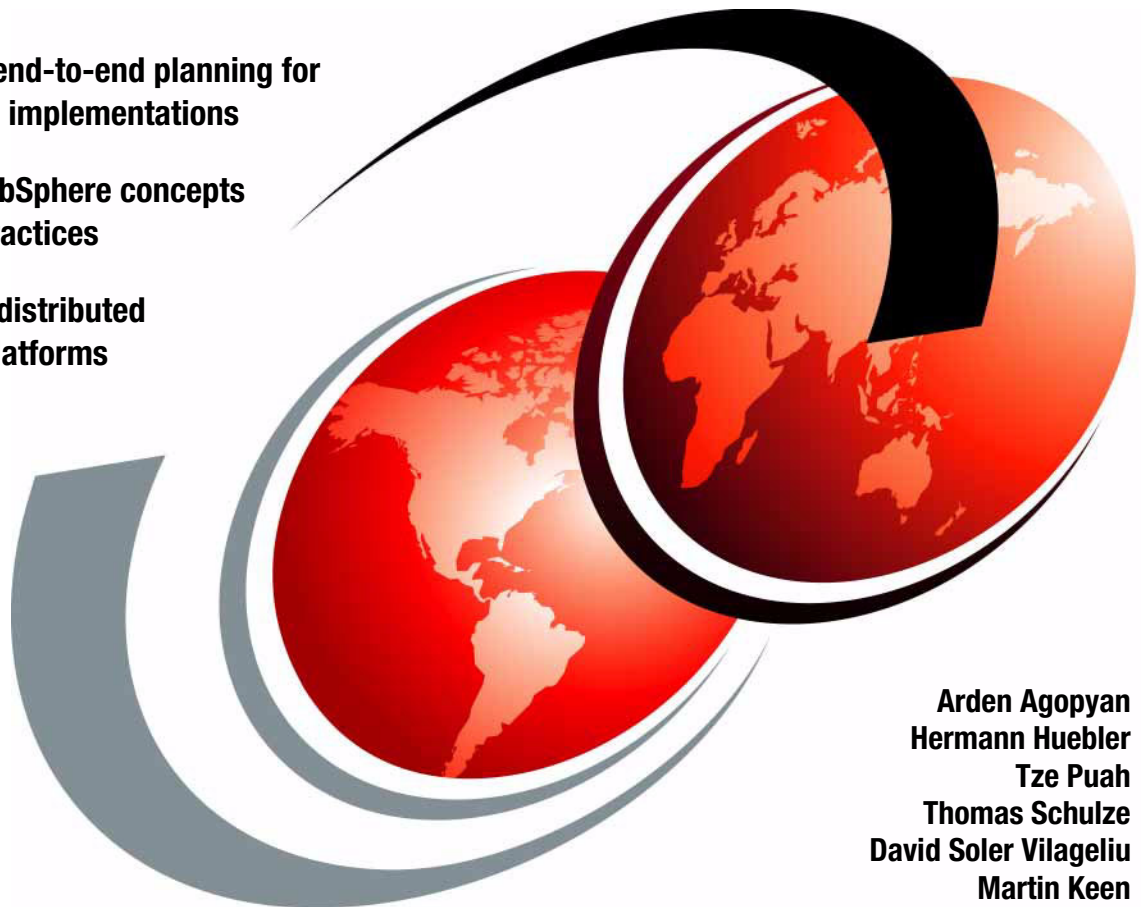 end-to-end planning for
implementations
bSphere concepts
actices
distributed
atforms
Arden Agopyan
Hermann Huebler
Tze Puah
Thomas Schulze
David Soler Vilageliu
Martin Keen